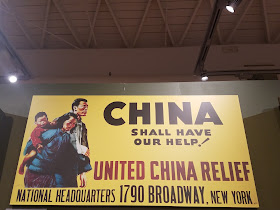 CHINA
SHALL HAVE
OUR HELP!
UNITED CHINA RELIEF
NATIONAL HEADQUARTERS 1790 BROADWAY, NEW YORK